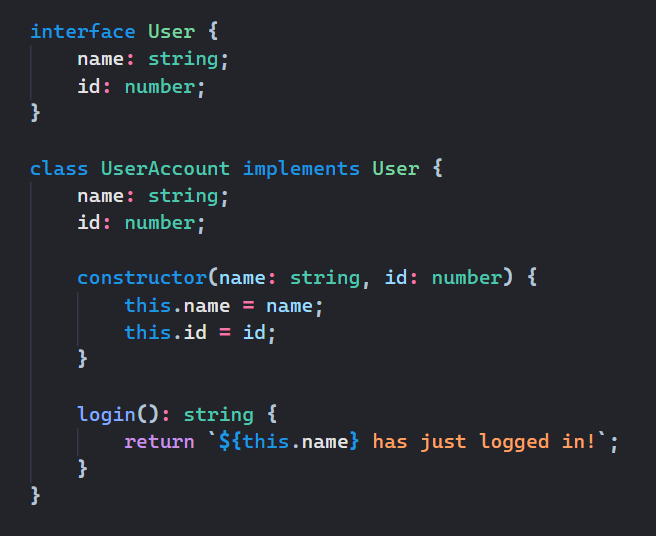 interface User {
    name: string;
    id: number;
}

class UserAccount implements User {
    name: string;
    id: number;

    constructor(name: string, id: number) {
        this.name = name;
        this.id = id;
    }

    login(): string {
        return `${this.name} has just logged in!`;
    }
}